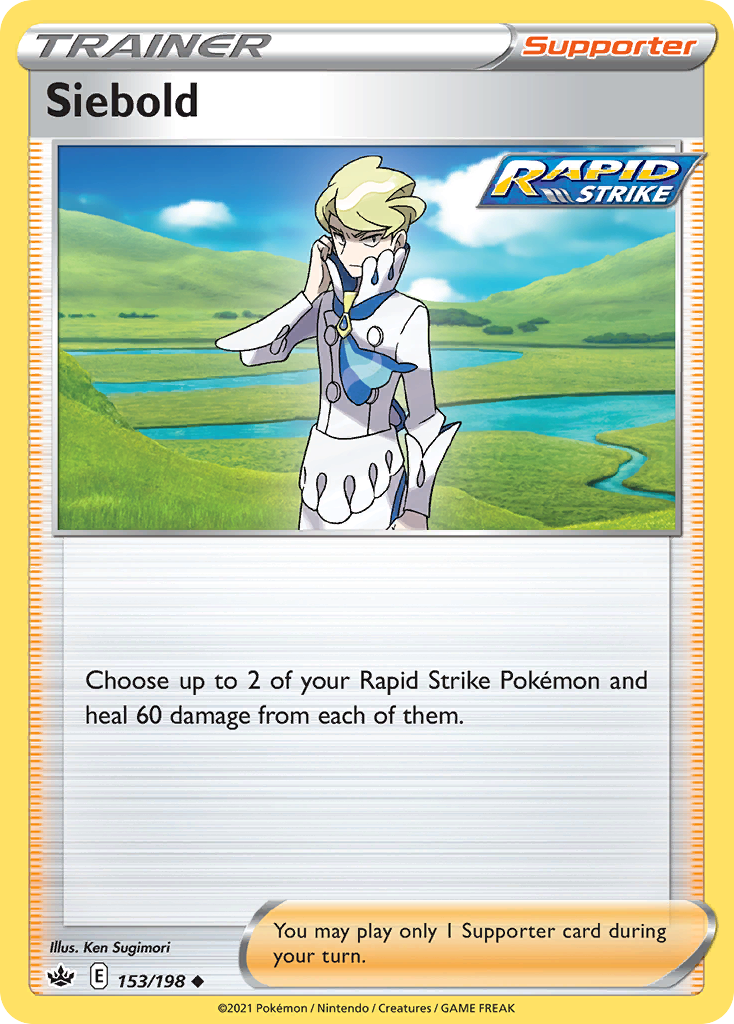 TRAINER
Supporter
Siebold
RAPID
STRIKE
Choose up to 2 of your Rapid Strike Pokémon and
heal 60 damage from each of them.
You may play only 1 Supporter card during
your turn.
Illus. Ken Sugimori
E 153/198
©2021 Pokémon / Nintendo / Creatures / GAME FREAK